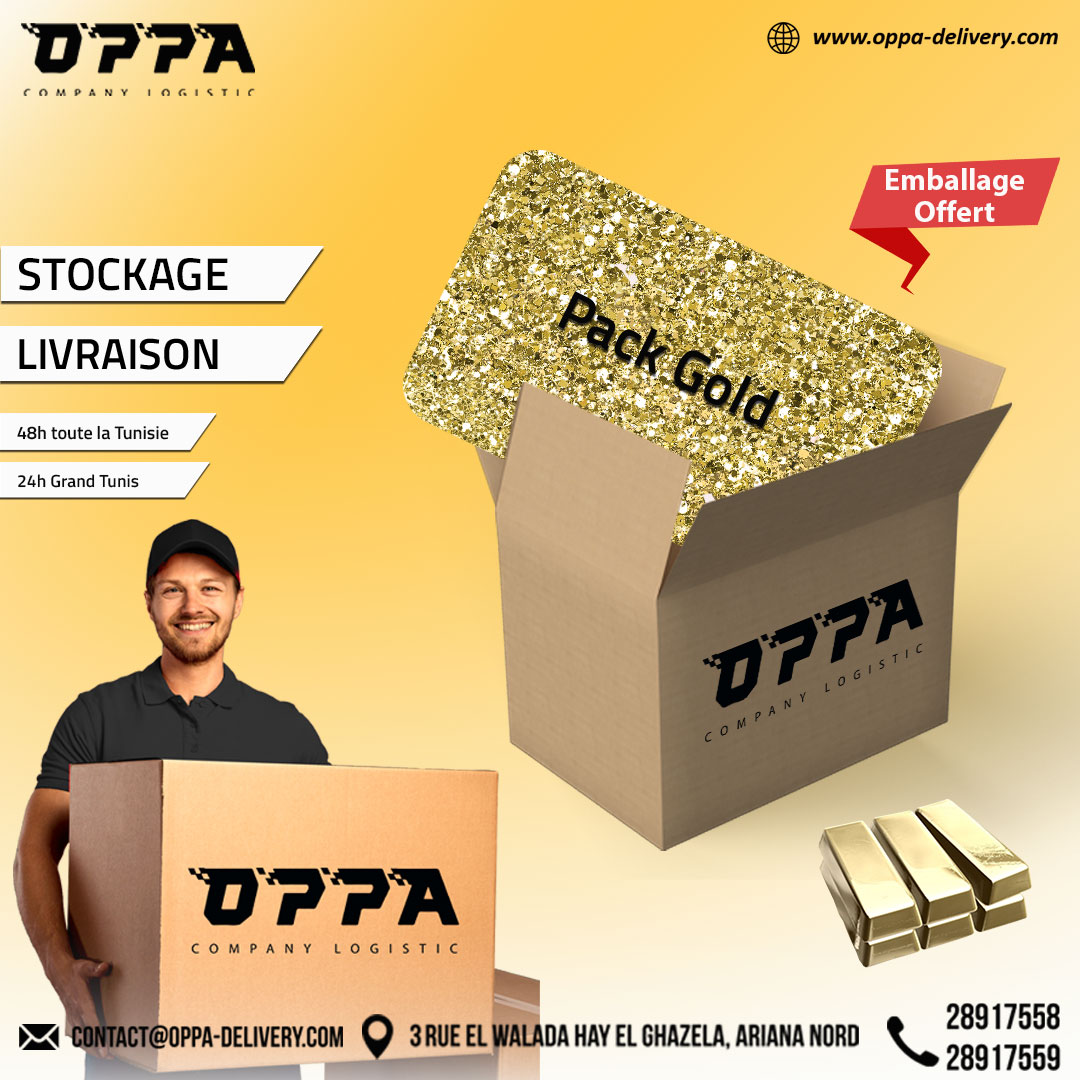 OPPA
COMPANY LOGISTIC
www.oppa-delivery.com
Emballage
Offert
STOCKAGE
LIVRAISON
48h toute la Tunisie
24h Grand Tunis
Pack Gold
OPPA
COMPANY LOGISTIC
OPPA
COMPANY LOGISTIC
CONTACT@OPPA-DELIVERY.COM
3 RUE EL WALADA HAY EL GHAZELA, ARIANA NORD
28917558
28917559